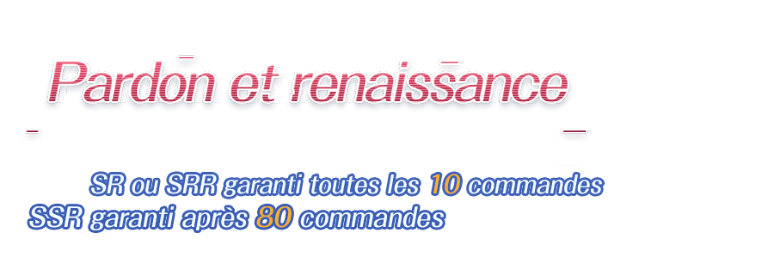 Pardon et renaissance
SR ou SRR garanti toutes les 10 commandes
SSR garanti après 80 commandes